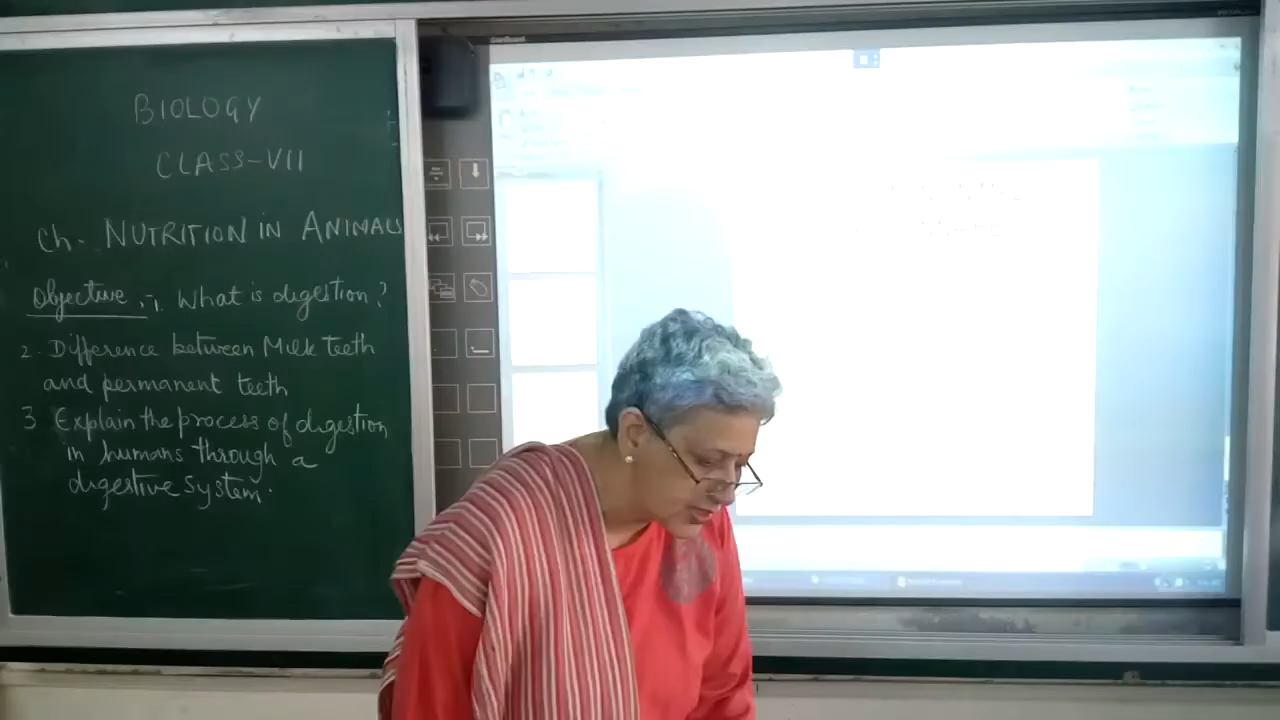 BIOLOGY
CLASS-VII
Ch. NUTRITION IN ANIMALS
Objective :- 1. What is digestion?
2. Difference between Milk teeth
and permanent teeth
3 Explain the process of digestion
in humans through a
digestive system.